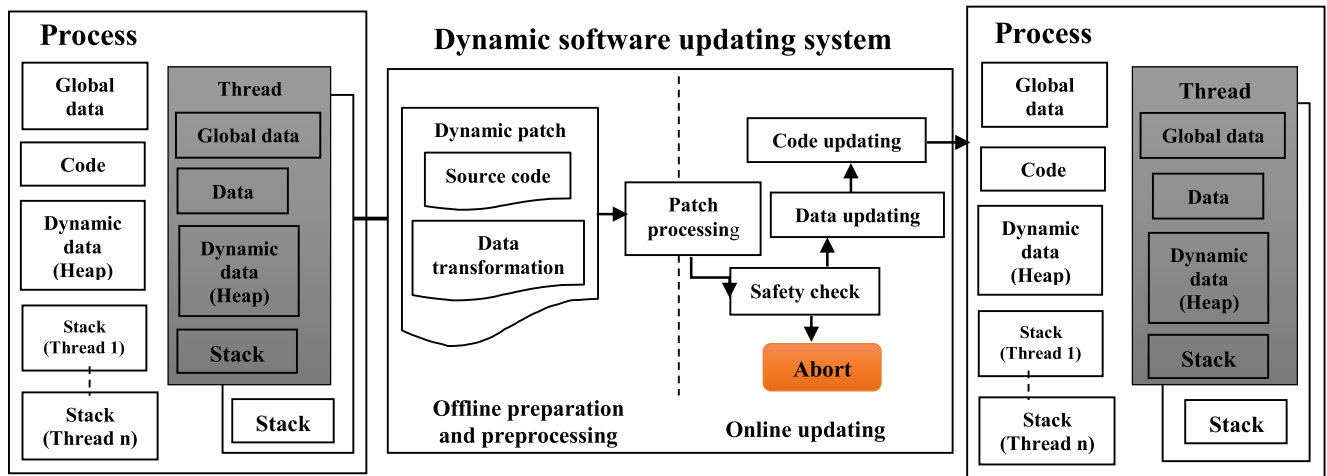 Process
Global
data
Code
Dynamic
data
(Heap)
Stack
(Thread 1)
Stack
(Thread n)
Thread
Global data
Data
Dynamic
data
(Heap)
Stack
Stack
Dynamic software updating system
Dynamic patch
Source code
Data
transformation
Patch
processing
Code updating
Data updating
Safety check
Abort
Offline preparation
and preprocessing
Online updating
Process
Global
data
Code
Dynamic
data
(Heap)
Stack
(Thread 1)
Stack
(Thread n)
Thread
Global data
Data
Dynamic
data
(Heap)
Stack
Stack